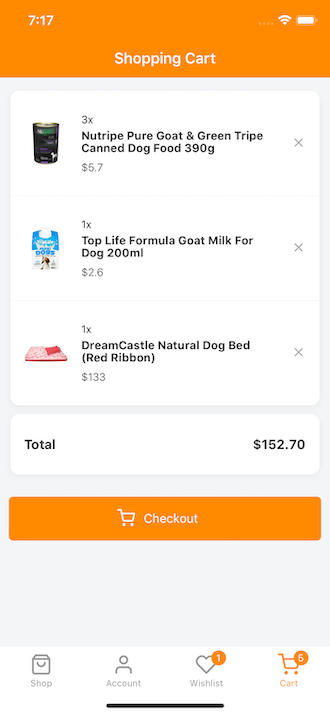 7:17
Shopping Cart
3x
Nutripe Pure Goat & Green Tripe
Canned Dog Food 390g
$5.7
1x
Top Life Formula Goat Milk For
Dog 200ml
$2.6
1x
DreamCastle Natural Dog Bed
(Red Ribbon)
$133
Total
$152.70
Checkout
1
5
Shop
Account
Wishlist
Cart